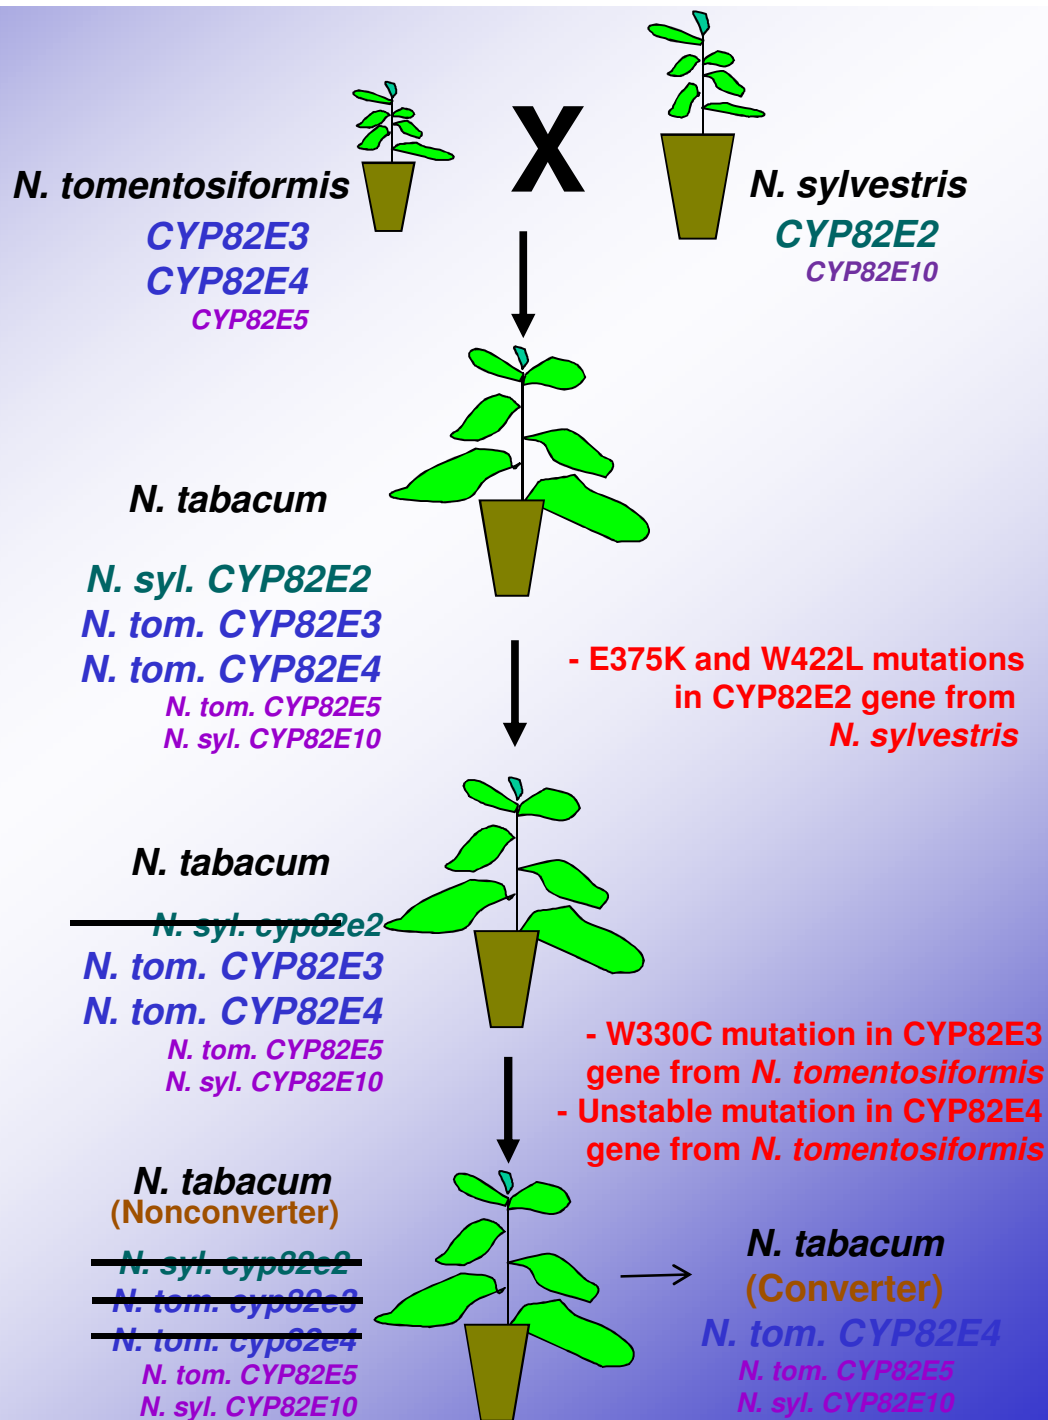 X
N. tomentosiformis
CYP82E3
CYP82E4
CYP82E5
N. sylvestris
CYP82E2
CYP82E10
N. tabacum
N. syl. CYP82E2
N. tom. CYP82E3
N. tom. CYP82E4
N. tom. CYP82E5
N. syl. CYP82E10
- E375K and W422L mutations
in CYP82E2 gene from
N. sylvestris
N. tabacum
N. syl. cyp82e2
N. tom. CYP82E3
N. tom. CYP82E4
N. tom. CYP82E5
N. syl. CYP82E10
- W330C mutation in CYP82E3
gene from N. tomentosiformis
- Unstable mutation in CYP82E4
gene from N. tomentosiformis
N. tabacum
(Nonconverter)
N. syl. cyp82e2
N. tom. cyp82e3
N. tom. cyp82e4
N. tom. CYP82E5
N. syl. CYP82E10
N. tabacum
(Converter)
N. tom. CYP82E4
N. tom. CYP82E5
N. syl. CYP82E10